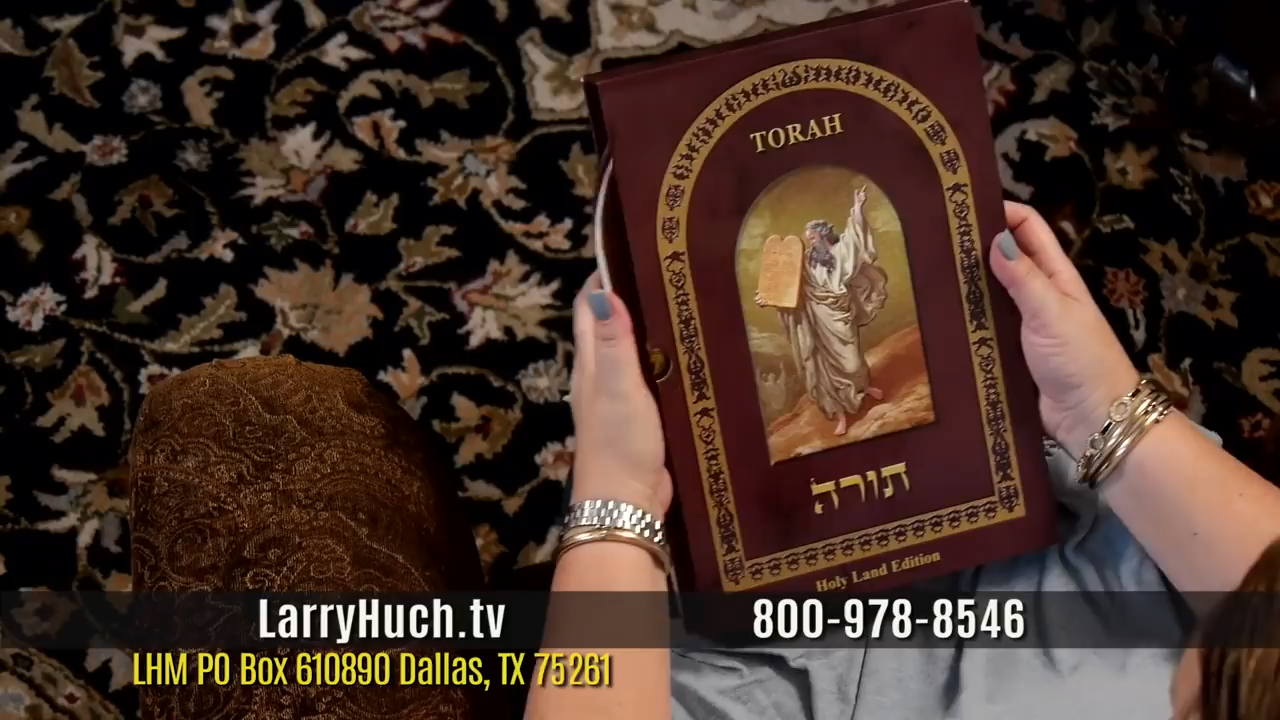 TORAH
תורה
Holy Land Edition
LarryHuch.tv
800-978-8546
LHM PO Box 610890 Dallas, TX 75261